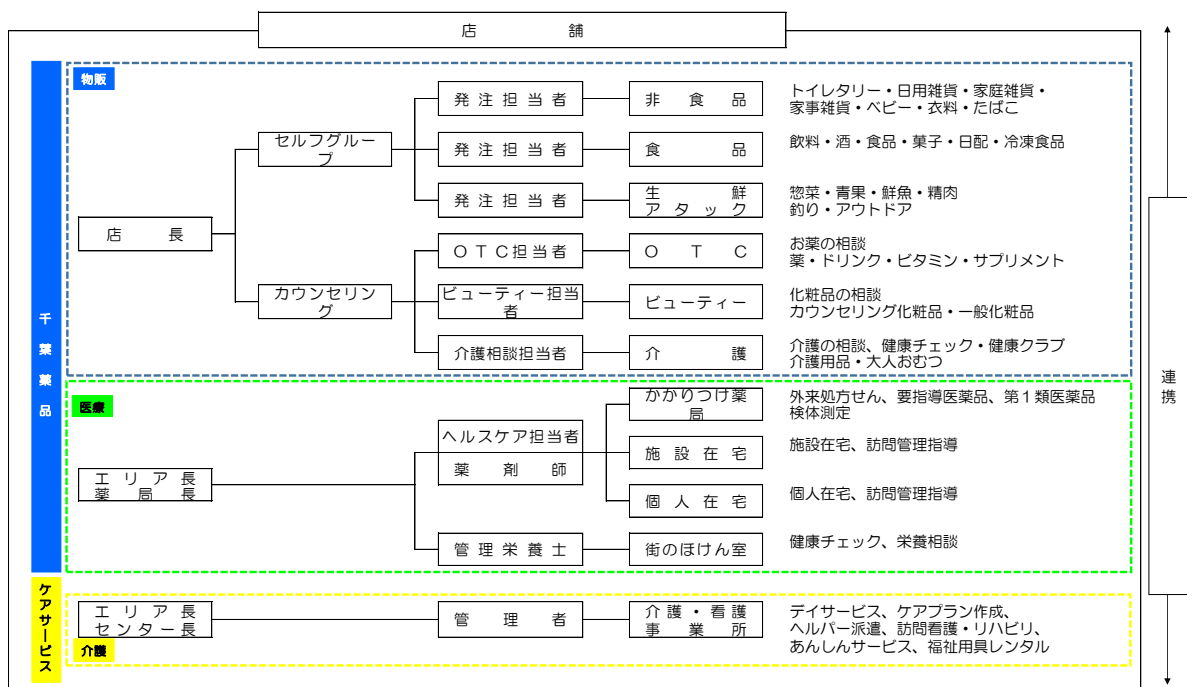 店　　　舗
物販
発注担当者
非食品
トイレタリー・日用雑貨・家庭雑貨・
家事雑貨・ベビー・衣料・たばこ
セルフグルー
プ
発注担当者
食　　品
飲料・酒・食品・菓子・日配・冷凍食品
発注担当者
生　　鮮
アタック
惣菜・青果・鮮魚・精肉
釣り・アウトドア
店　　長
ＯＴＣ担当者
ＯＴＣ
お薬の相談
薬・ドリンク・ビタミン・サプリメント
カウンセリン
グ
ビューティー担当
者
ビューティー
化粧品の相談
カウンセリング化粧品・一般化粧品
介護相談担当者
介　　護
介護の相談、健康チェック・健康クラブ
介護用品・大人おむつ
千葉薬品
医療
かかりつけ薬
局
外来処方せん、要指導医薬品、第１類医薬品
検体測定
ヘルスケア担当者
薬剤師
施設在宅
施設在宅、訪問管理指導
エリア長
薬局長
個人在宅
個人在宅、訪問管理指導
管理栄養士
街のほけん室
健康チェック、栄養相談
ケアサービス
エリア長
センター長
管理者
介護・看護
事業所
デイサービス、ケアプラン作成、
ヘルパー派遣、訪問看護・リハビリ、
あんしんサービス、福祉用具レンタル
介護
連携